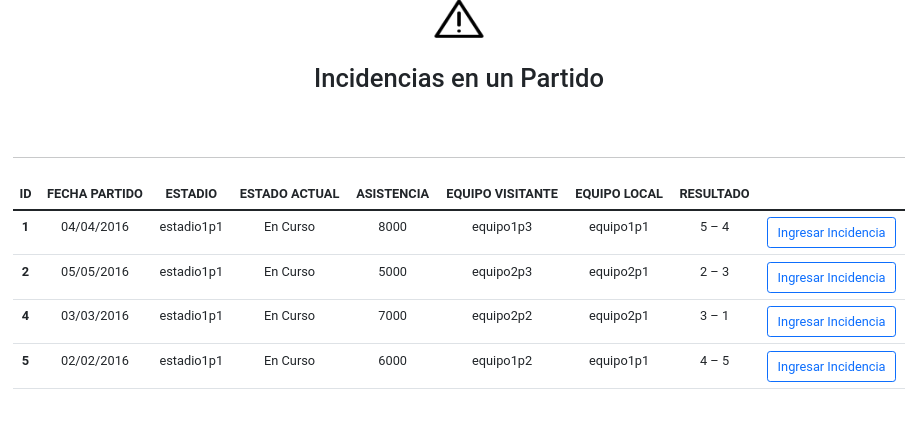 Incidencias en un Partido
ID FECHA PARTIDO ESTADIO ESTADO ACTUAL ASISTENCIA EQUIPO VISITANTE EQUIPO LOCAL RESULTADO
1 04/04/2016 estadio1p1 En Curso 8000 equipo1p3 equipo1p1 5 – 4 Ingresar Incidencia
2 05/05/2016 estadio1p1 En Curso 5000 equipo2p3 equipo2p1 2 – 3 Ingresar Incidencia
4 03/03/2016 estadio1p1 En Curso 7000 equipo2p2 equipo2p1 3 – 1 Ingresar Incidencia
5 02/02/2016 estadio1p1 En Curso 6000 equipo1p2 equipo1p1 4 – 5 Ingresar Incidencia